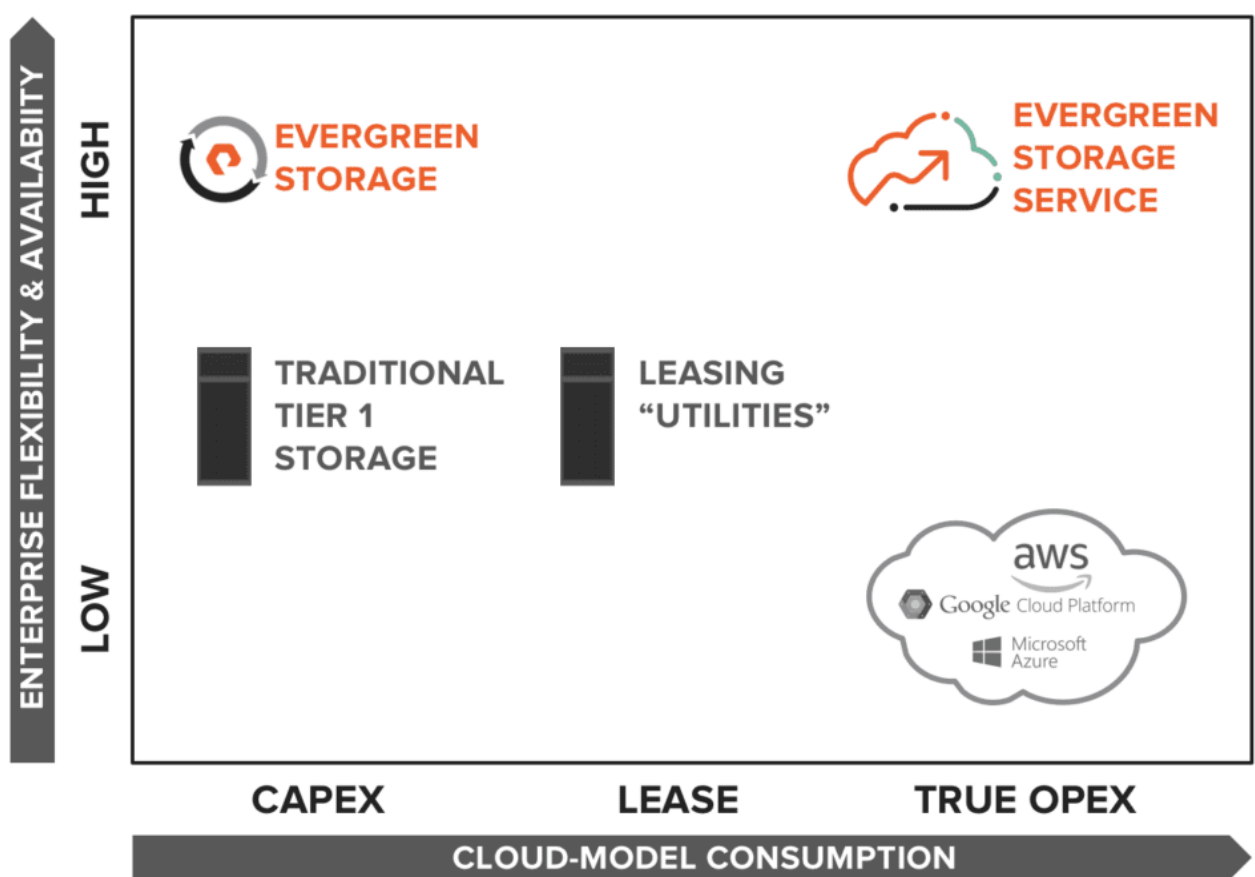 ENTERPRISE FLEXIBILITY & AVAILABIITY
HIGH
LOW
EVERGREEN
STORAGE
EVERGREEN
STORAGE
SERVICE
TRADITIONAL
TIER 1
STORAGE
LEASING
“UTILITIES”
aws
Google Cloud Platform
Microsoft
Azure
CAPEX
LEASE
TRUE OPEX
CLOUD-MODEL CONSUMPTION